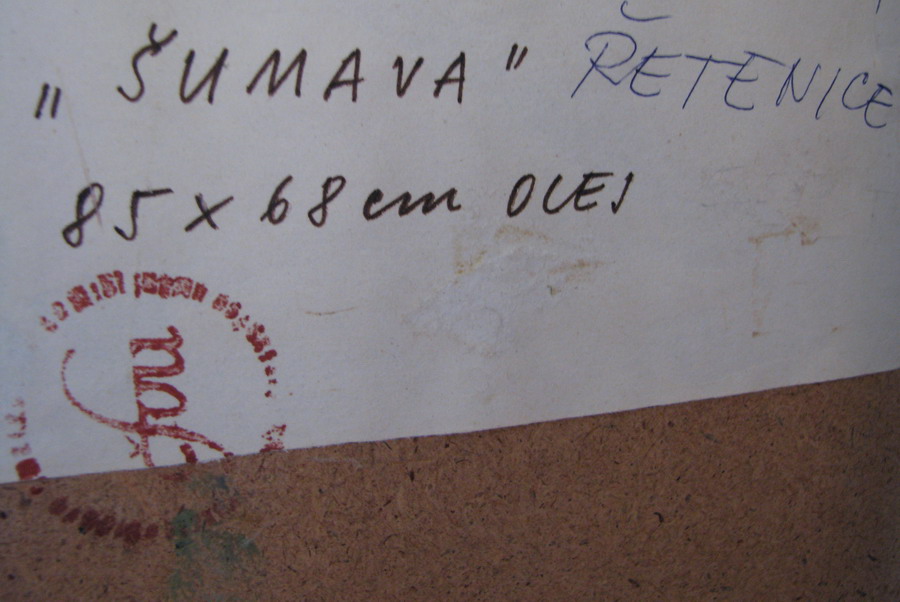 „ŠUMAVA" ŘETENICE
85 x 68 cm OLEJ